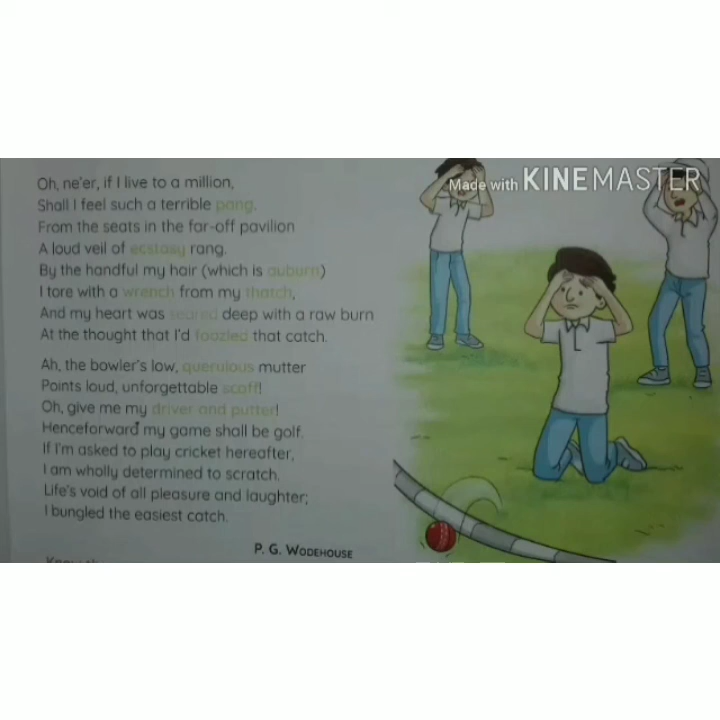 Made with KINEMASTER
Oh, ne'er, if I live to a million,
Shall I feel such a terrible pang.
From the seats in the far-off pavilion
A loud veil of ecstasy rang.
By the handful my hair (which is auburn)
I tore with a wrench from my thatch,
And my heart was seared deep with a raw burn
At the thought that I'd foozled that catch.
Ah, the bowler's low, querulous mutter
Points loud, unforgettable scoff!
Oh, give me my driver and putter!
Henceforward my game shall be golf.
If I'm asked to play cricket hereafter,
I am wholly determined to scratch.
Life's void of all pleasure and laughter;
I bungled the easiest catch.
P. G. WODEHOUSE